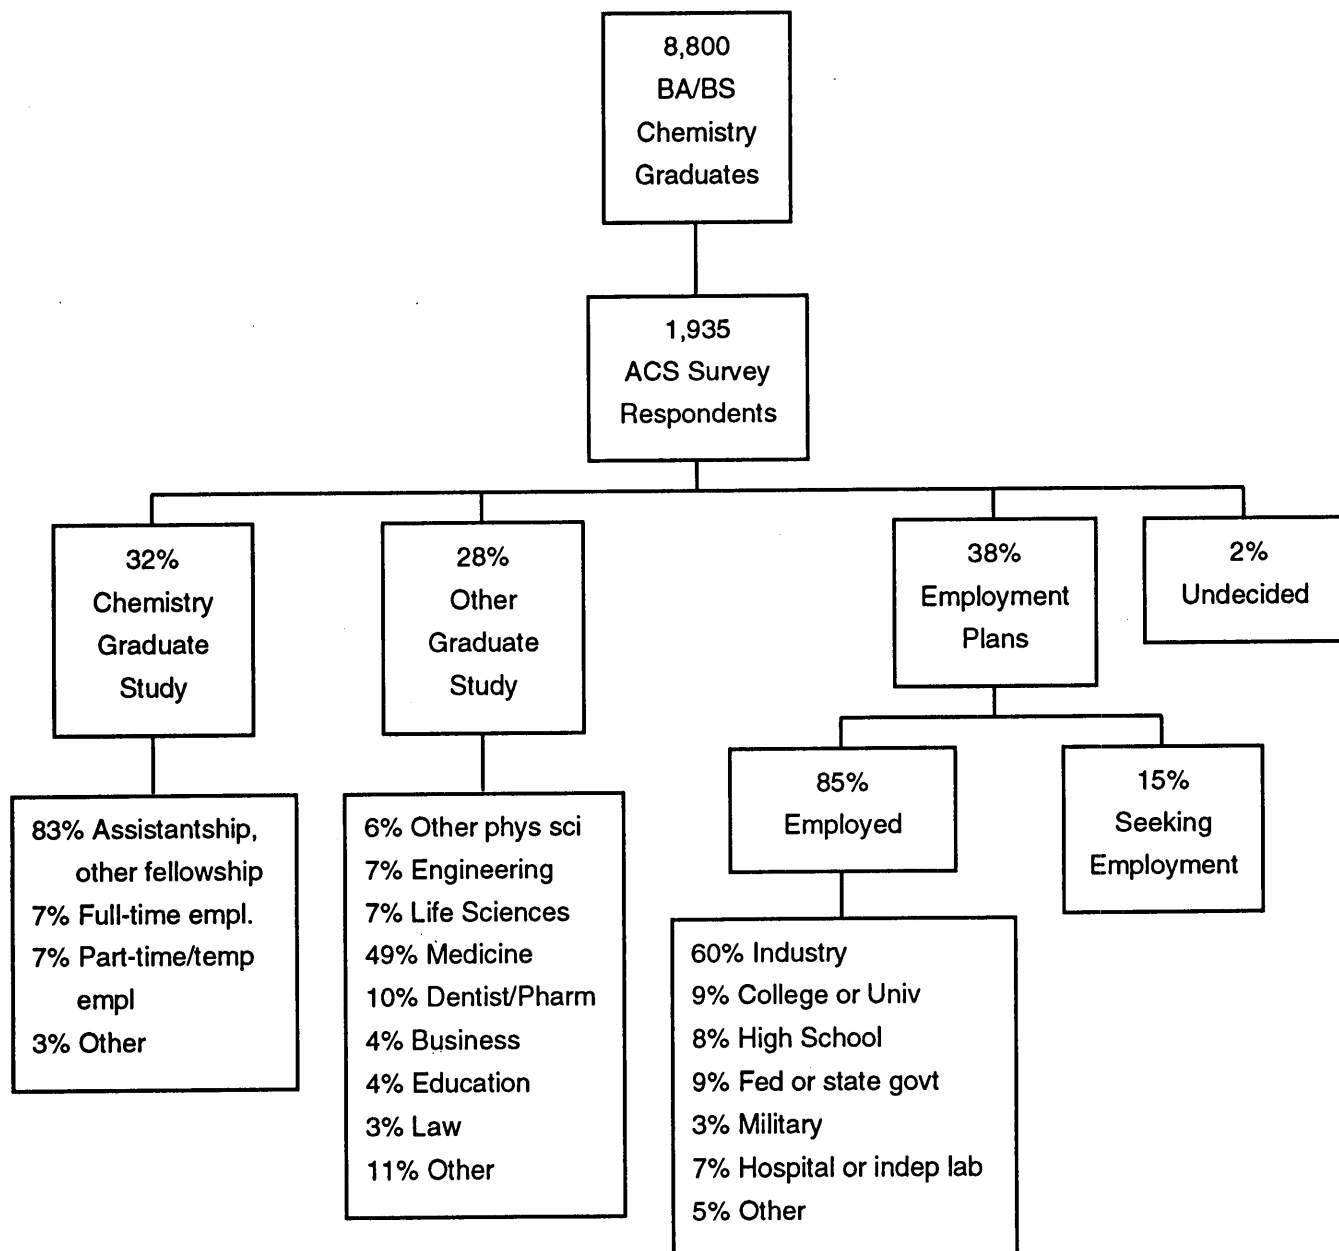 8,800
BA/BS
Chemistry
Graduates
1,935
ACS Survey
Respondents
32%
Chemistry
Graduate
Study
28%
Other
Graduate
Study
38%
Employment
Plans
2%
Undecided
85%
Employed
15%
Seeking
Employment
83% Assistantship,
other fellowship
7% Full-time empl.
7% Part-time/temp
empl
3% Other
6% Other phys sci
7% Engineering
7% Life Sciences
49% Medicine
10% Dentist/Pharm
4% Business
4% Education
3% Law
11% Other
60% Industry
9% College or Univ
8% High School
9% Fed or state govt
3% Military
7% Hospital or indep lab
5% Other